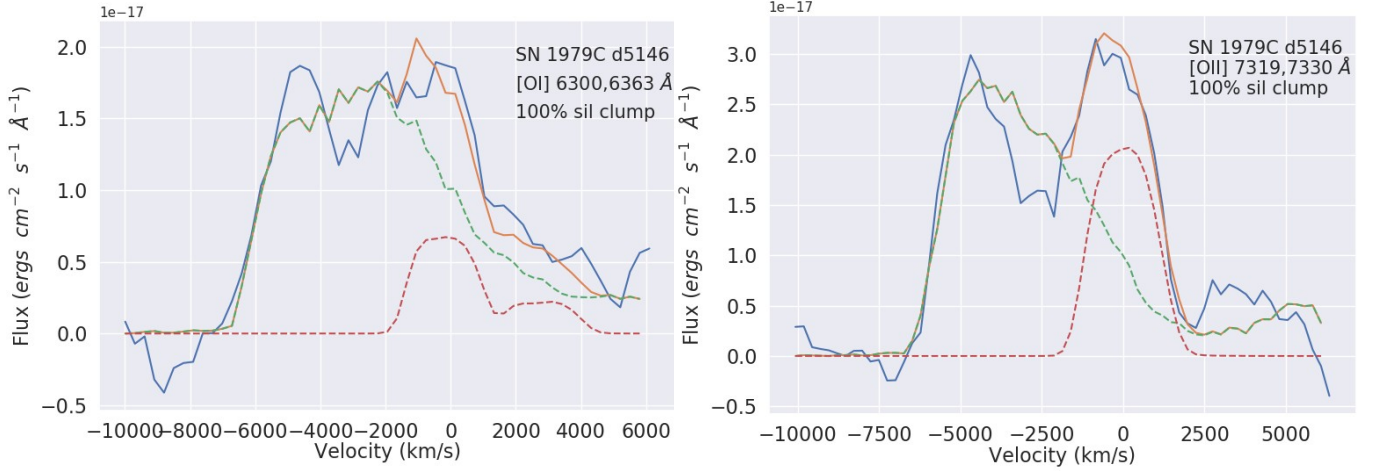 1e−17
Flux (ergs cm⁻² s⁻¹ Å⁻¹)
2.0
1.5
1.0
0.5
0.0
−0.5
SN 1979C d5146
[OI] 6300,6363 Å
100% sil clump
−10000 −8000 −6000 −4000 −2000 0 2000 4000 6000
Velocity (km/s)
1e−17
Flux (ergs cm⁻² s⁻¹ Å⁻¹)
3.0
2.5
2.0
1.5
1.0
0.5
0.0
−0.5
SN 1979C d5146
[OII] 7319,7330 Å
100% sil clump
−10000 −7500 −5000 −2500 0 2500 5000
Velocity (km/s)